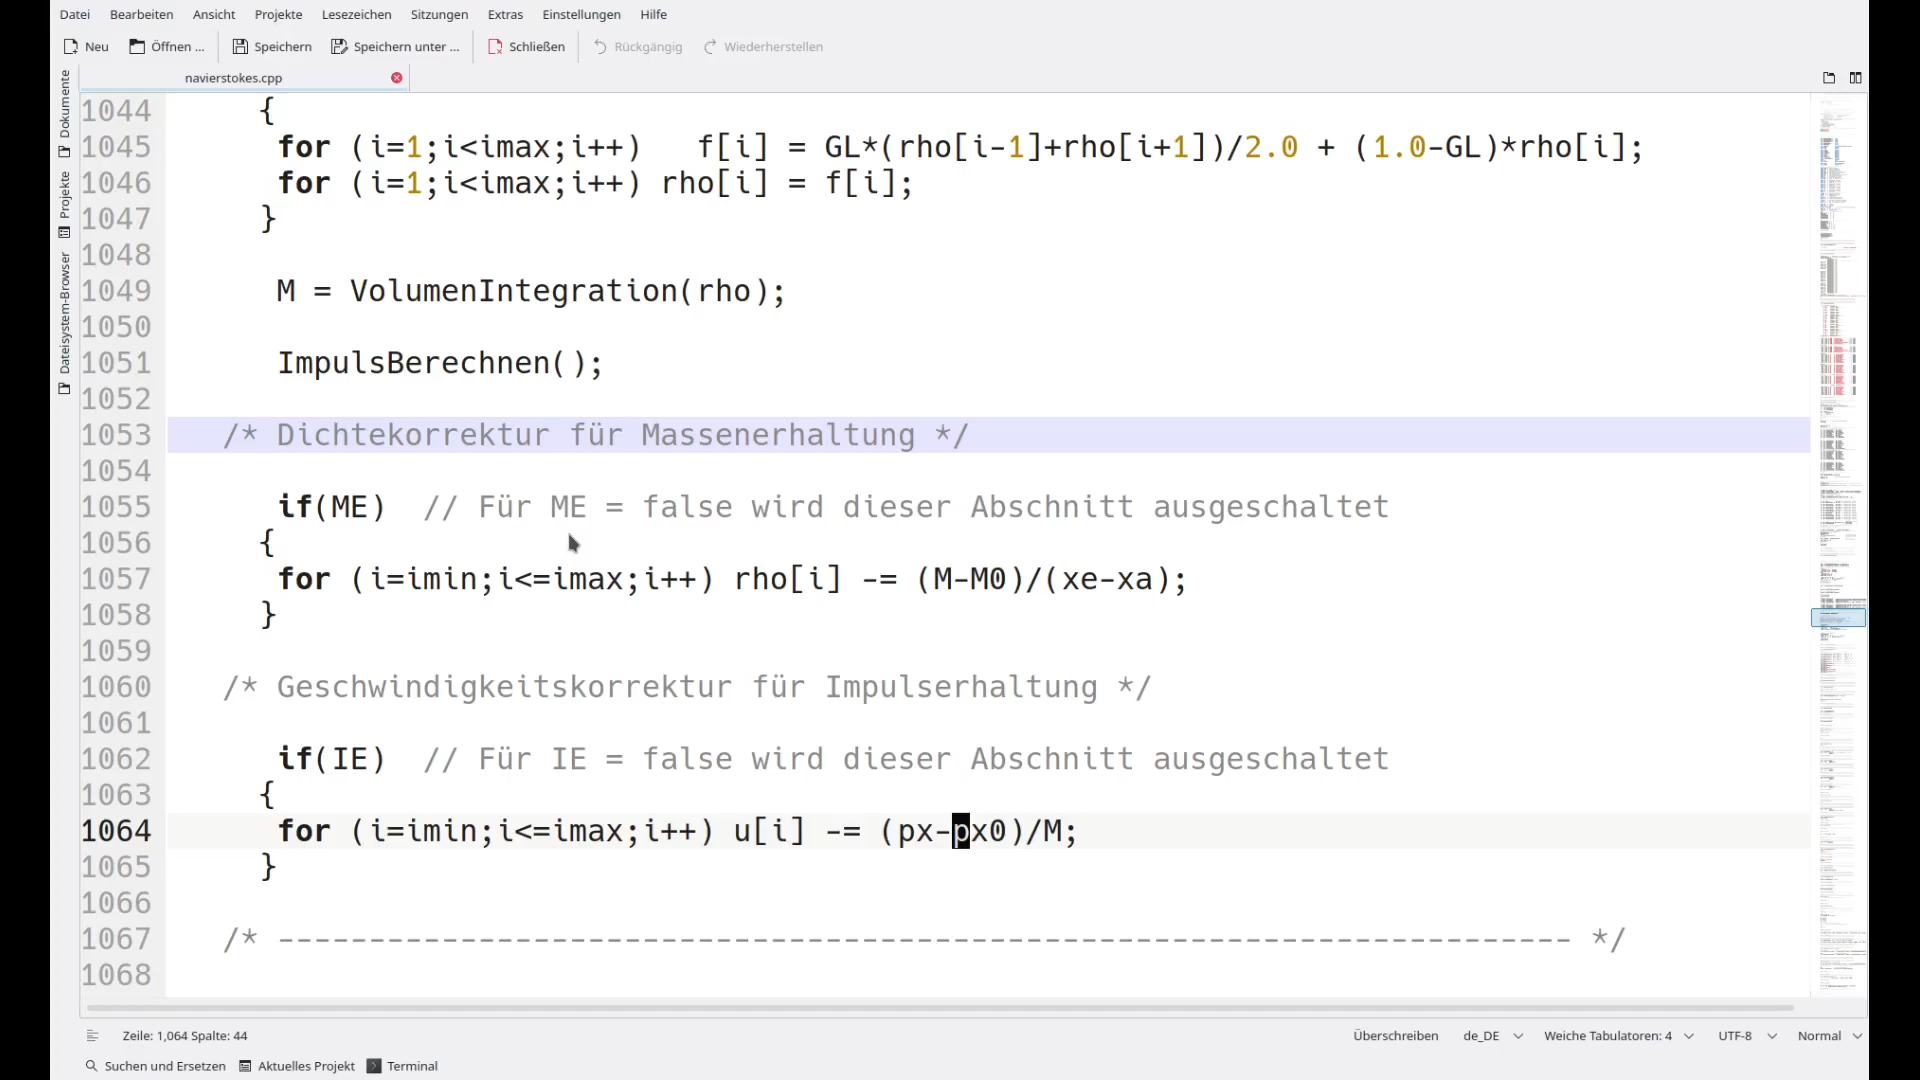 Datei Bearbeiten Ansicht Projekte Lesezeichen Sitzungen Extras Einstellungen Hilfe
Neu Öffnen ... Speichern Speichern unter ... Schließen Rückgängig Wiederherstellen
navierstokes.cpp
Dokumente
Projekte
Dateisystem-Browser
1044 {
1045 for (i=1;i<imax;i++)   f[i] = GL*(rho[i-1]+rho[i+1])/2.0 + (1.0-GL)*rho[i];
1046 for (i=1;i<imax;i++) rho[i] = f[i];
1047 }
1048
1049 M = VolumenIntegration(rho);
1050
1051 ImpulsBerechnen();
1052
1053 /* Dichtekorrektur für Massenerhaltung */
1054
1055 if(ME)  // Für ME = false wird dieser Abschnitt ausgeschaltet
1056 {
1057 for (i=imin;i<=imax;i++) rho[i] -= (M-M0)/(xe-xa);
1058 }
1059
1060 /* Geschwindigkeitskorrektur für Impulserhaltung */
1061
1062 if(IE)  // Für IE = false wird dieser Abschnitt ausgeschaltet
1063 {
1064 for (i=imin;i<=imax;i++) u[i] -= (px-px0)/M;
1065 }
1066
1067 /* ----------------------------------------------------------------------- */
1068
Zeile: 1,064 Spalte: 44 Überschreiben de_DE Weiche Tabulatoren: 4 UTF-8 Normal
Suchen und Ersetzen Aktuelles Projekt Terminal